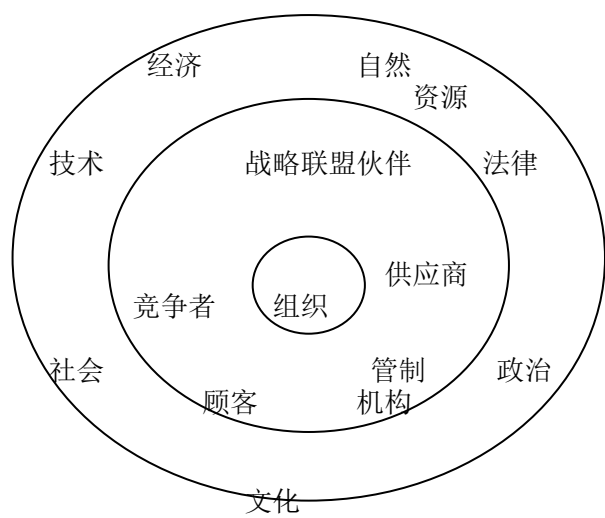 经济
自然
资源
技术
战略联盟伙伴
法律
供应商
竞争者
组织
社会
管制
政治
顾客
机构
文化